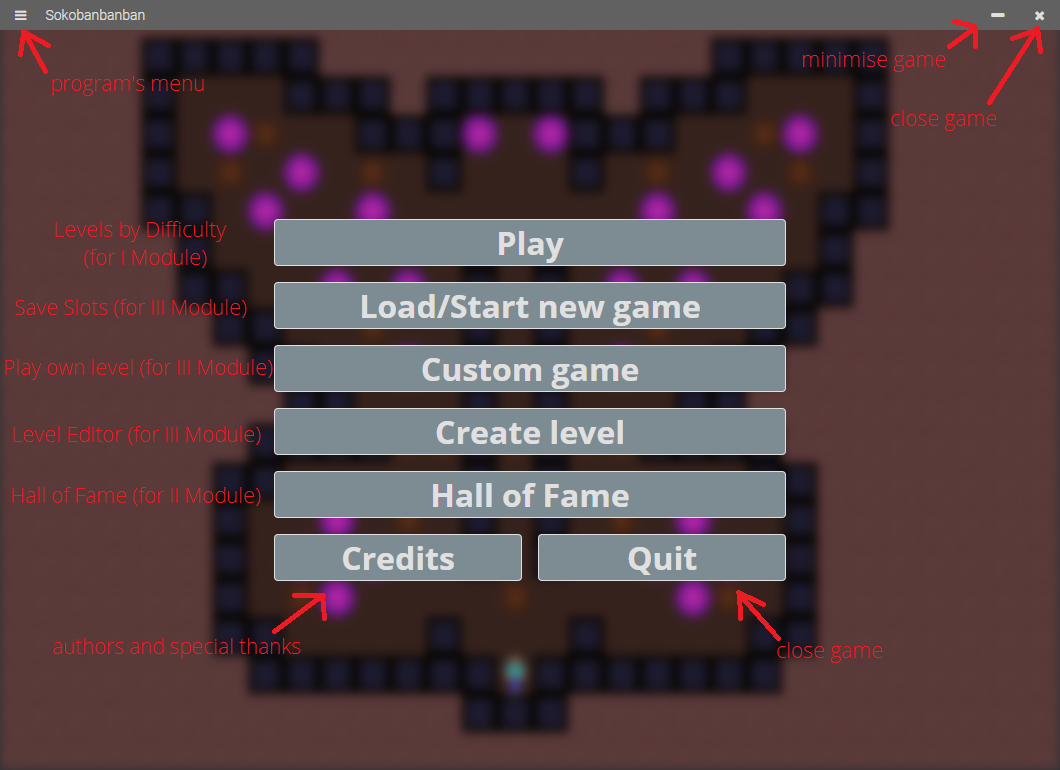 Sokobanbanban
minimise game
program's menu
close game
Levels by Difficulty
(for I Module)
Play
Save Slots (for III Module)
Load/Start new game
Play own level (for III Module)
Custom game
Level Editor (for III Module)
Create level
Hall of Fame (for II Module)
Hall of Fame
Credits
Quit
authors and special thanks
close game